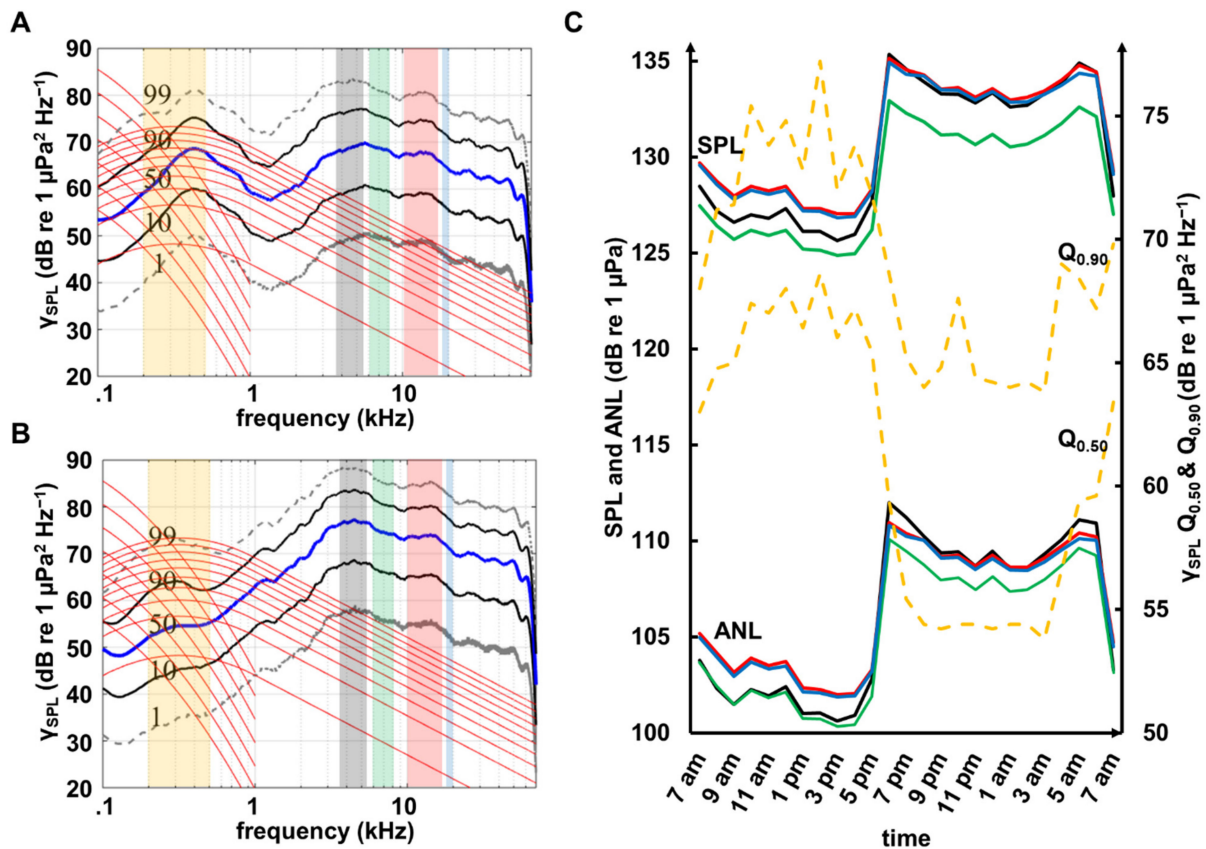 A
90
80
70
60
50
40
30
20
γSPL (dB re 1 μPa² Hz⁻¹)
99
90
50
10
1
.1
1
10
frequency (kHz)
B
90
80
70
60
50
40
30
20
γSPL (dB re 1 μPa² Hz⁻¹)
99
90
50
10
1
.1
1
10
frequency (kHz)
C
135
130
125
120
115
110
105
100
SPL and ANL (dB re 1 μPa)
SPL
ANL
Q0.90
Q0.50
75
70
65
60
55
50
γSPL Q0.50 & Q0.90 (dB re 1 μPa² Hz⁻¹)
7 am
9 am
11 am
1 pm
3 pm
5 pm
7 pm
9 pm
11 pm
1 am
3 am
5 am
7 am
time